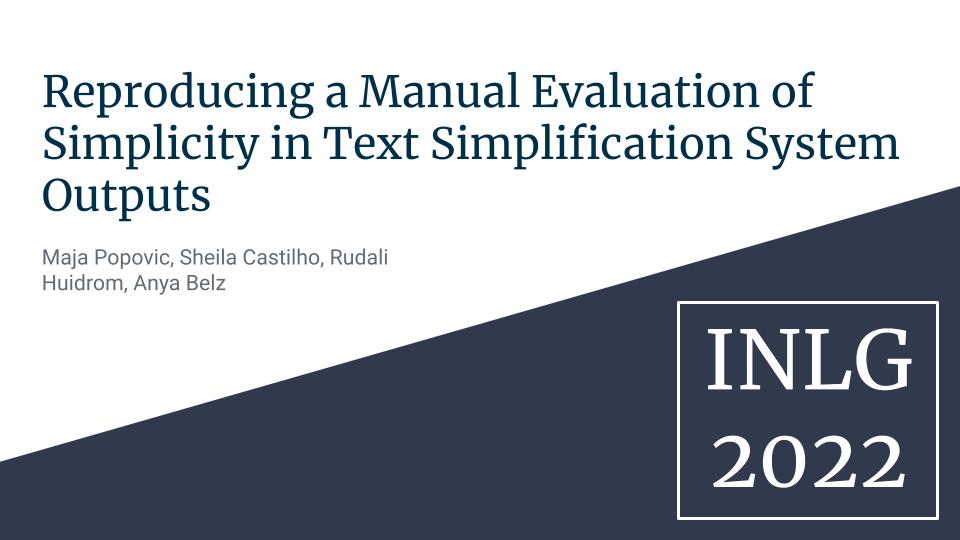 Reproducing a Manual Evaluation of
Simplicity in Text Simplification System
Outputs
Maja Popovic, Sheila Castilho, Rudali
Huidrom, Anya Belz
INLG
2022